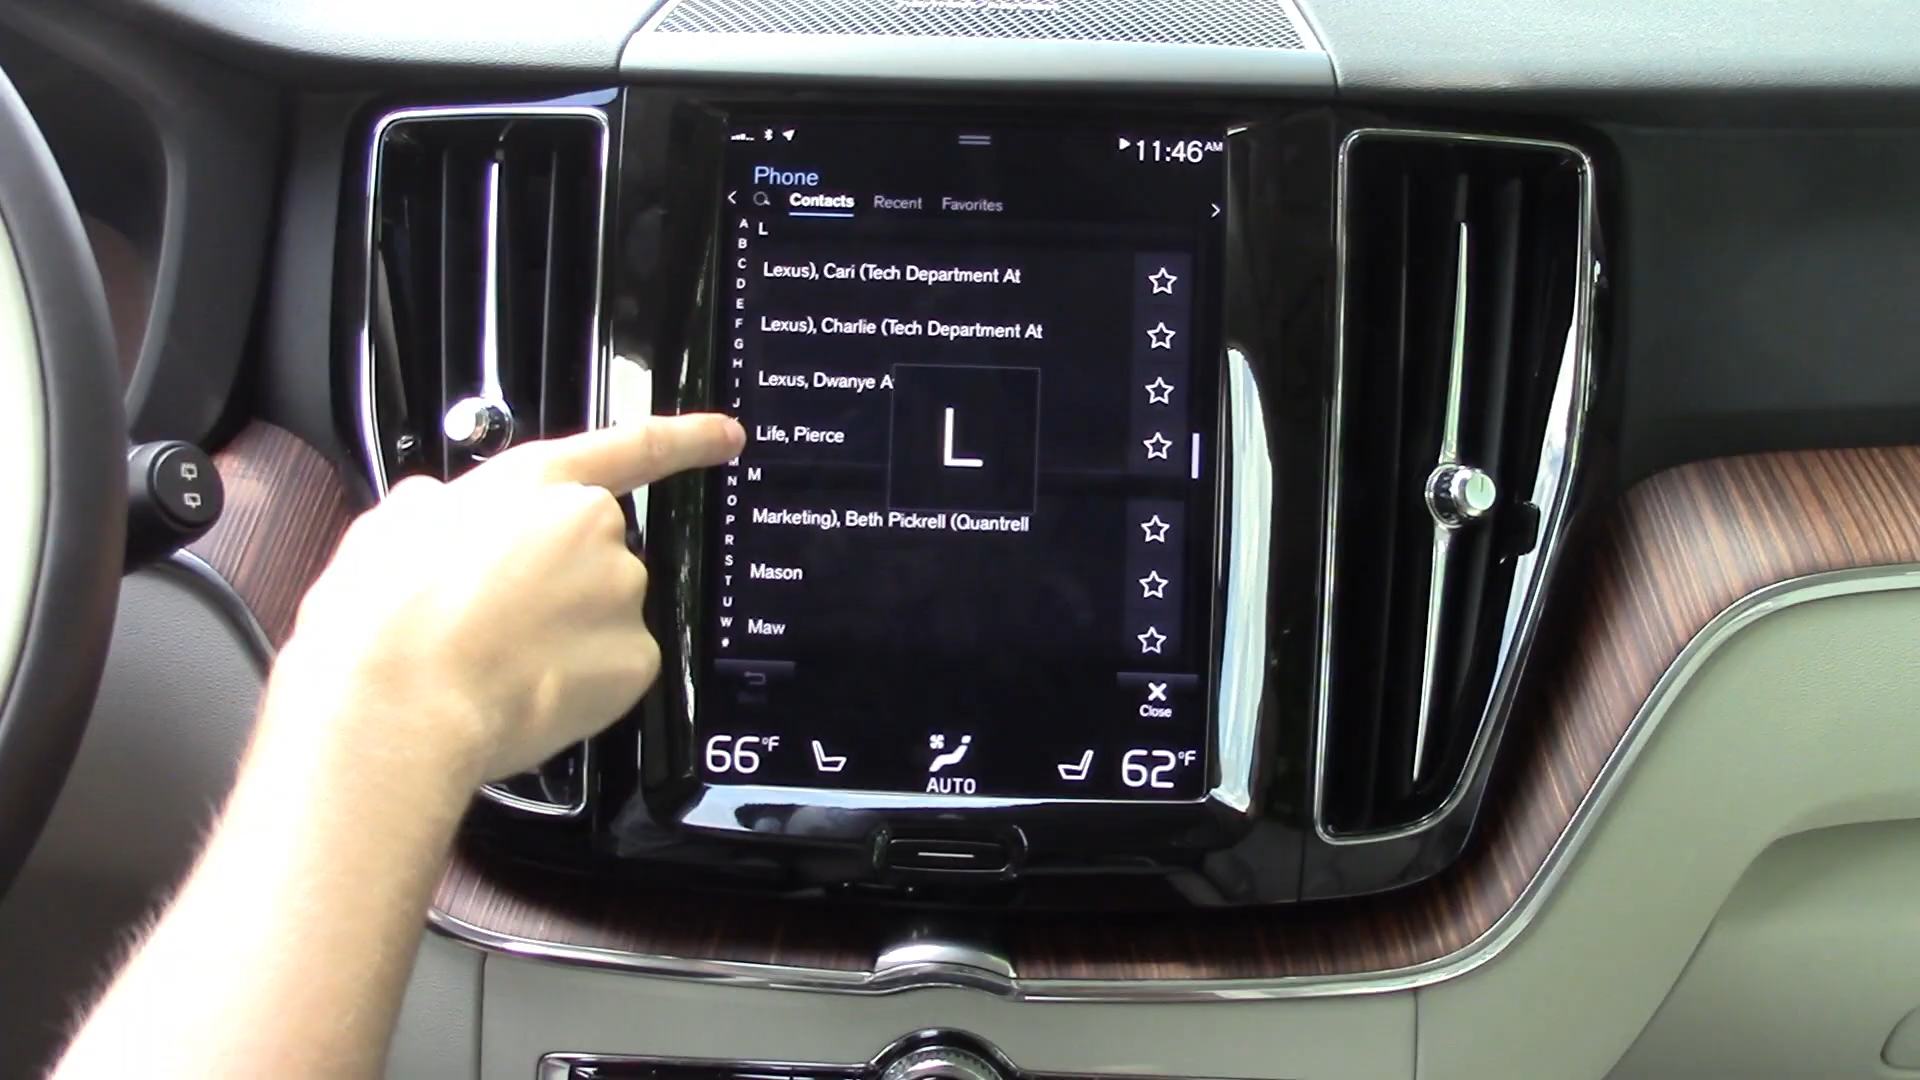 11:46 AM
Phone
Contacts Recent Favorites
A
B
C
D
E
F
G
H
I
J
M
N
O
P
R
S
T
U
W
#
L
Lexus), Cari (Tech Department At
Lexus), Charlie (Tech Department At
Lexus, Dwanye A
L
Life, Pierce
M
Marketing), Beth Pickrell (Quantrell
Mason
Maw
Close
66°F
AUTO
62°F